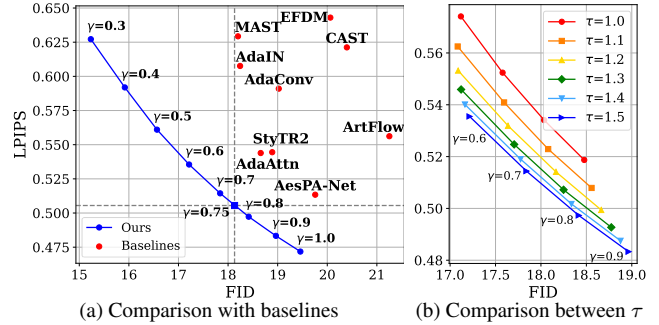 0.650
0.625
0.600
0.575
0.550
0.525
0.500
0.475
LPIPS
γ=0.3
γ=0.4
γ=0.5
γ=0.6
γ=0.7
γ=0.75
γ=0.8
γ=0.9
γ=1.0
MAST
EFDM
CAST
AdaIN
AdaConv
ArtFlow
StyTR2
AdaAttn
AesPA-Net
Ours
Baselines
15 16 17 18 19 20 21
FID
(a) Comparison with baselines
0.56
0.54
0.52
0.50
0.48
τ=1.0
τ=1.1
τ=1.2
τ=1.3
τ=1.4
τ=1.5
γ=0.6
γ=0.7
γ=0.8
γ=0.9
17.0 17.5 18.0 18.5 19.0
FID
(b) Comparison between τ